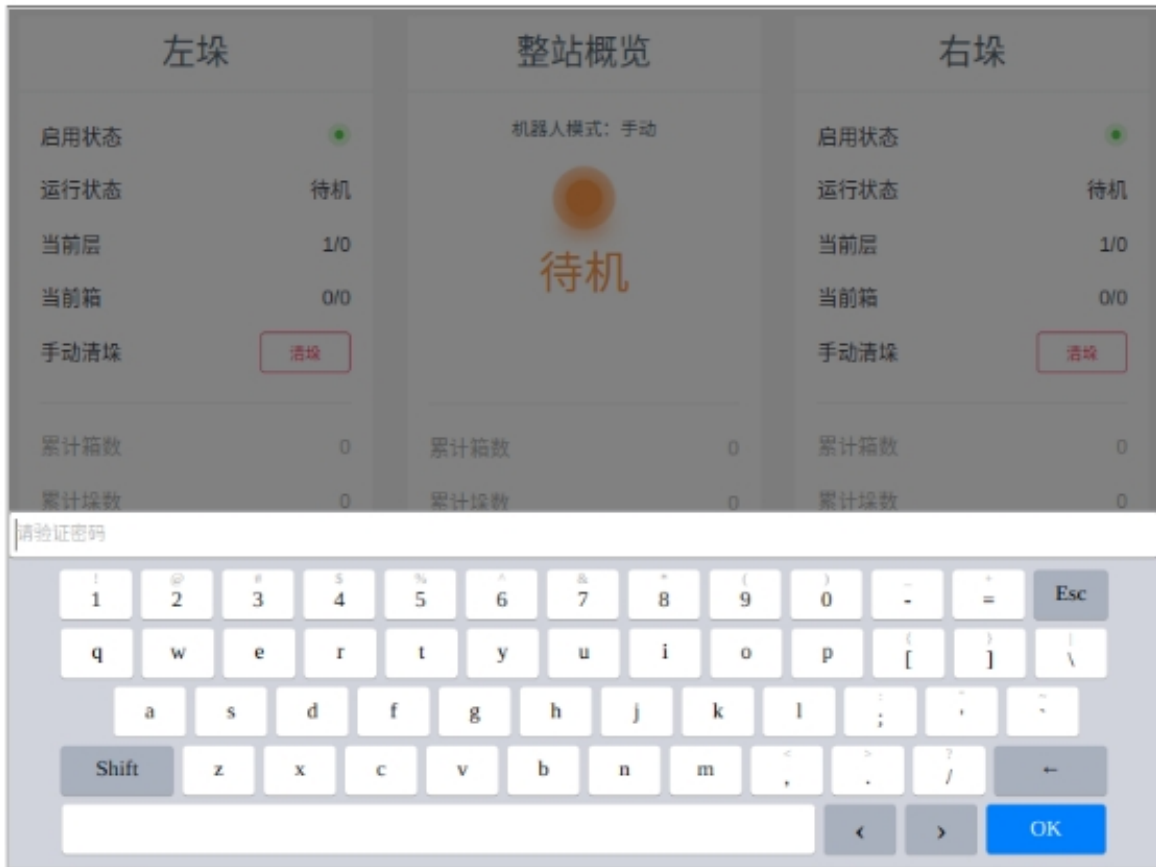 左垛
整站概览
右垛
启用状态
运行状态 待机
当前层 1/0
当前箱 0/0
手动清垛 清垛
累计箱数 0
累计垛数 0
机器人模式：手动
待机
累计箱数 0
累计垛数 0
启用状态
运行状态 待机
当前层 1/0
当前箱 0/0
手动清垛 清垛
累计箱数 0
累计垛数 0
请验证密码
! @ # $ % ^ & * ( ) _ +
1 2 3 4 5 6 7 8 9 0 - = Esc
{ } |
q w e r t y u i o p [ ] \
: " ~
a s d f g h j k l ; ' `
< > ?
Shift z x c v b n m , . / ←
‹ › OK